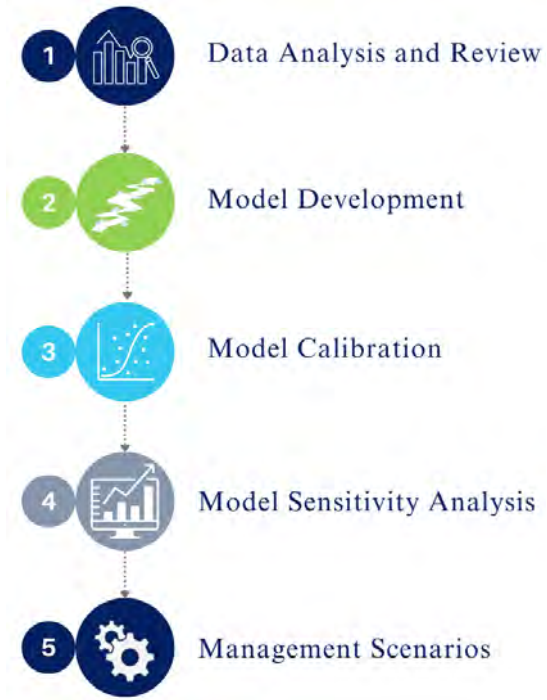 1 Data Analysis and Review
2 Model Development
3 Model Calibration
4 Model Sensitivity Analysis
5 Management Scenarios